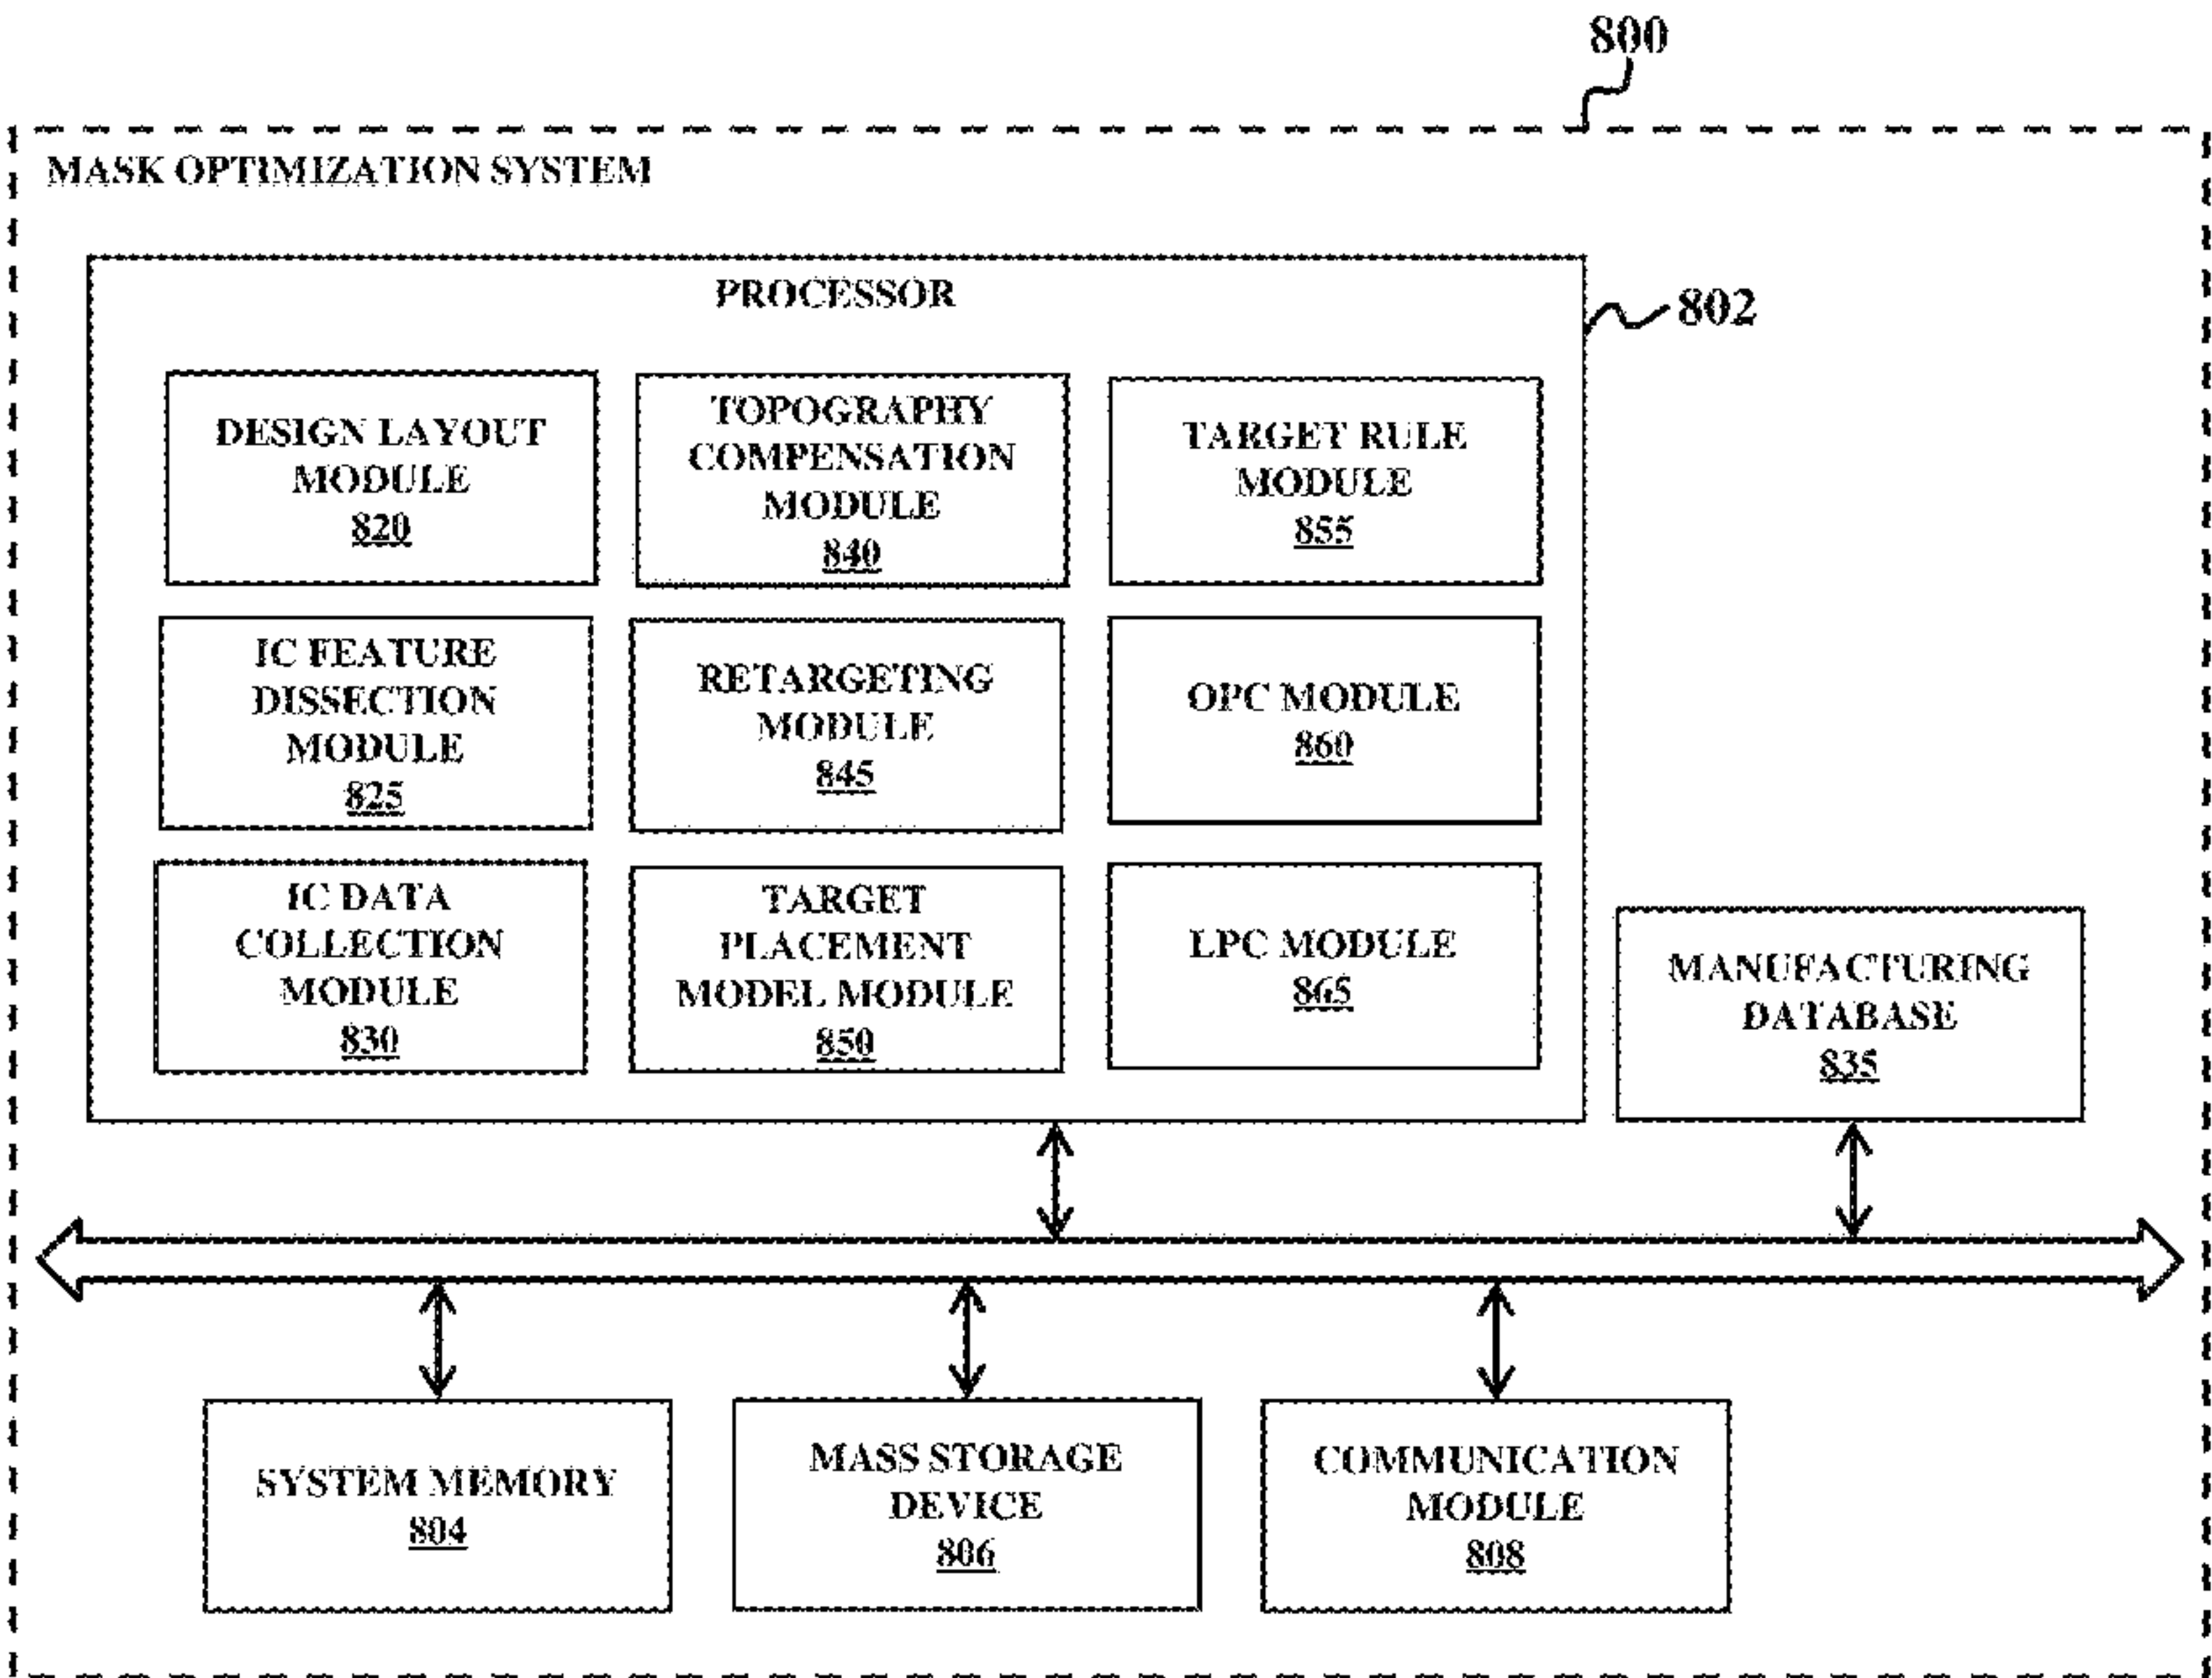 800
MASK OPTIMIZATION SYSTEM
PROCESSOR
802
DESIGN LAYOUT
MODULE
820
TOPOGRAPHY
COMPENSATION
MODULE
840
TARGET RULE
MODULE
855
IC FEATURE
DISSECTION
MODULE
825
RETARGETING
MODULE
845
OPC MODULE
860
IC DATA
COLLECTION
MODULE
830
TARGET
PLACEMENT
MODEL MODULE
850
LPC MODULE
865
MANUFACTURING
DATABASE
835
SYSTEM MEMORY
804
MASS STORAGE
DEVICE
806
COMMUNICATION
MODULE
808